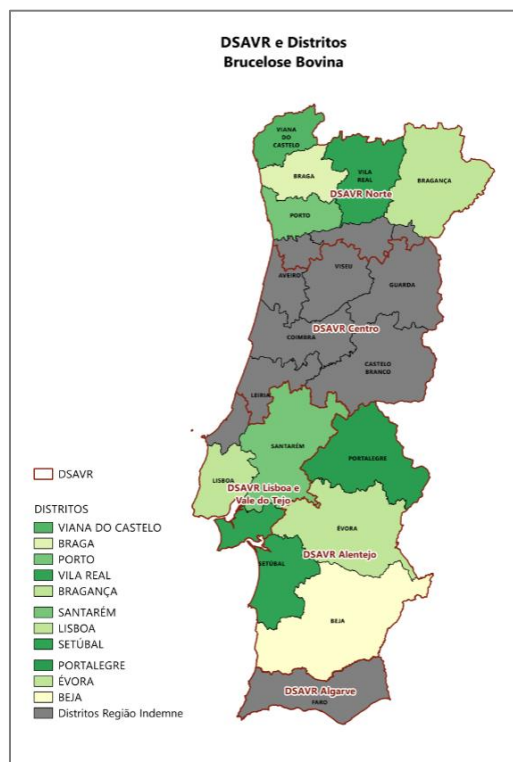 DSAVR e Distritos
Brucelose Bovina
VIANA
DO
CASTELO
BRAGA
VILA
REAL
BRAGANÇA
DSAVR Norte
PORTO
AVEIRO
VISEU
GUARDA
DSAVR Centro
COIMBRA
CASTELO
BRANCO
LEIRIA
SANTARÉM
PORTALEGRE
LISBOA
DSAVR Lisboa e
Vale do Tejo
ÉVORA
DSAVR Alentejo
SETÚBAL
BEJA
DSAVR Algarve
FARO
DSAVR
DISTRITOS
VIANA DO CASTELO
BRAGA
PORTO
VILA REAL
BRAGANÇA
SANTARÉM
LISBOA
SETÚBAL
PORTALEGRE
ÉVORA
BEJA
Distritos Região Indemne